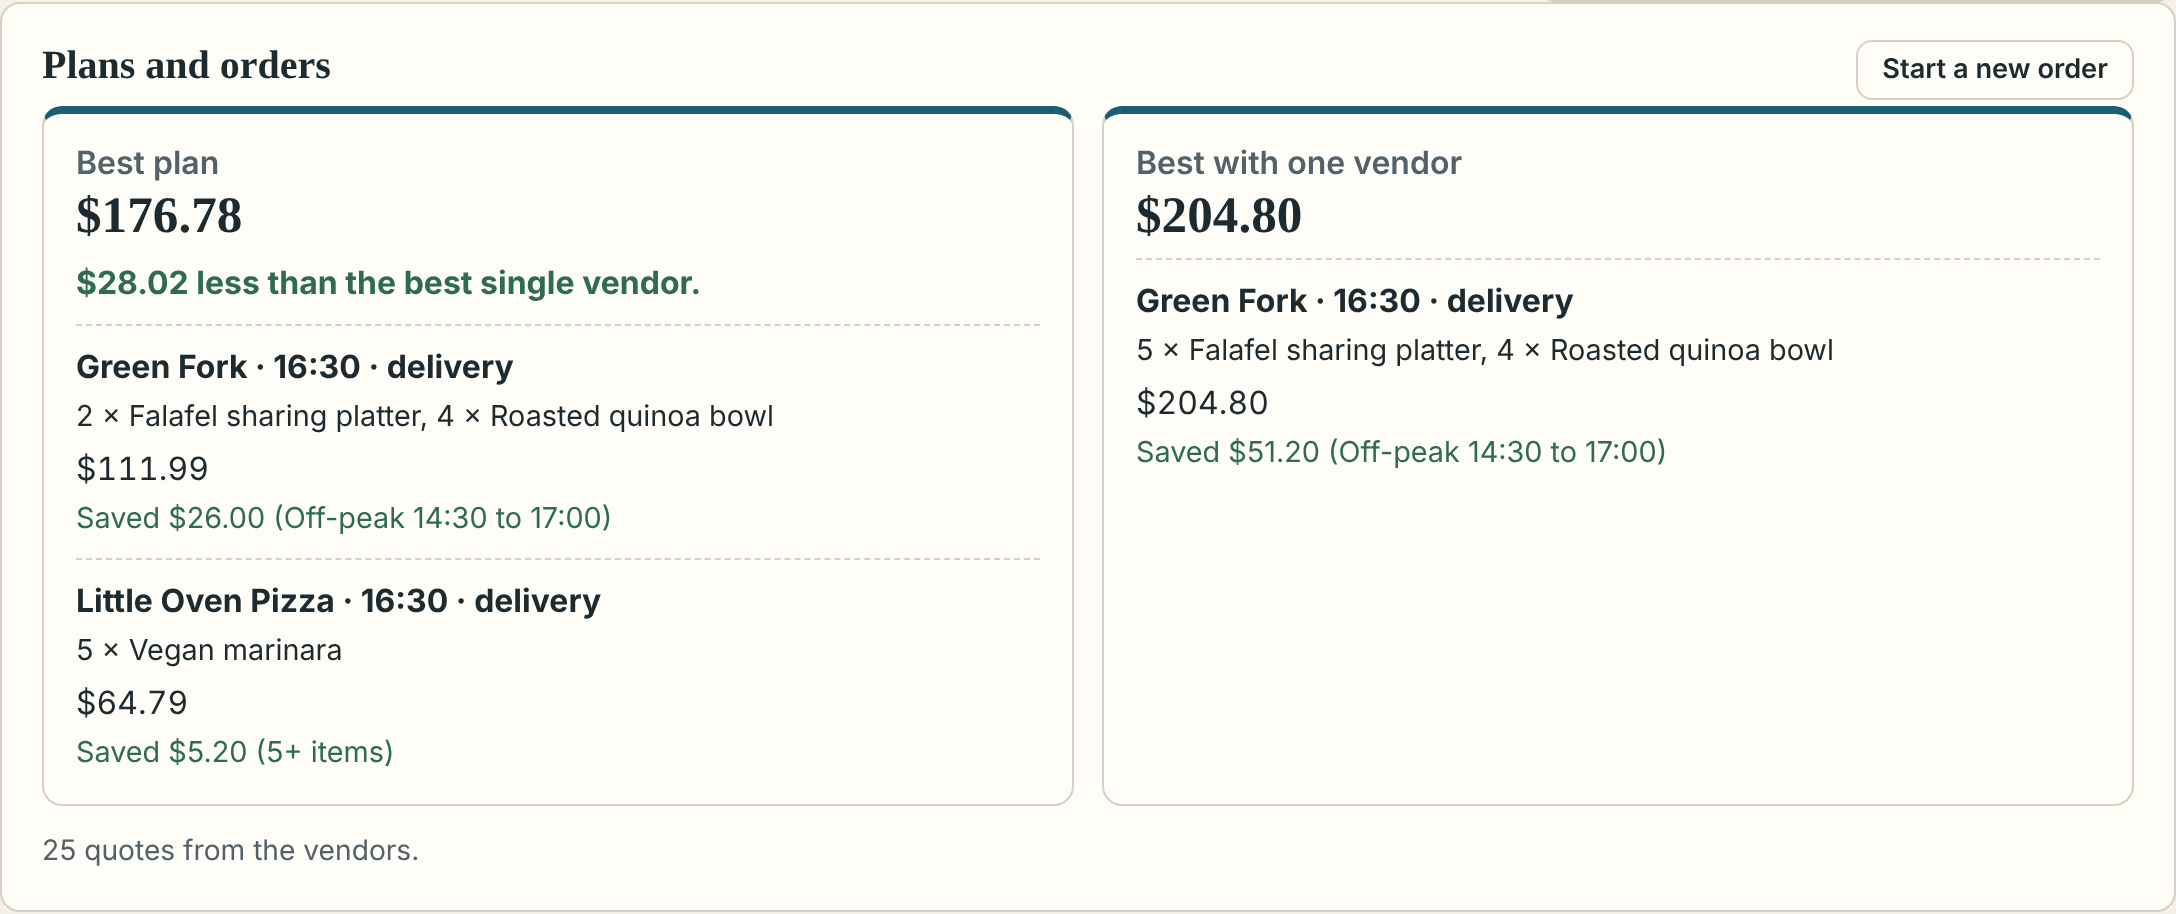 Plans and orders
Start a new order
Best plan
$176.78
$28.02 less than the best single vendor.
Green Fork · 16:30 · delivery
2 × Falafel sharing platter, 4 × Roasted quinoa bowl
$111.99
Saved $26.00 (Off-peak 14:30 to 17:00)
Little Oven Pizza · 16:30 · delivery
5 × Vegan marinara
$64.79
Saved $5.20 (5+ items)
Best with one vendor
$204.80
Green Fork · 16:30 · delivery
5 × Falafel sharing platter, 4 × Roasted quinoa bowl
$204.80
Saved $51.20 (Off-peak 14:30 to 17:00)
25 quotes from the vendors.